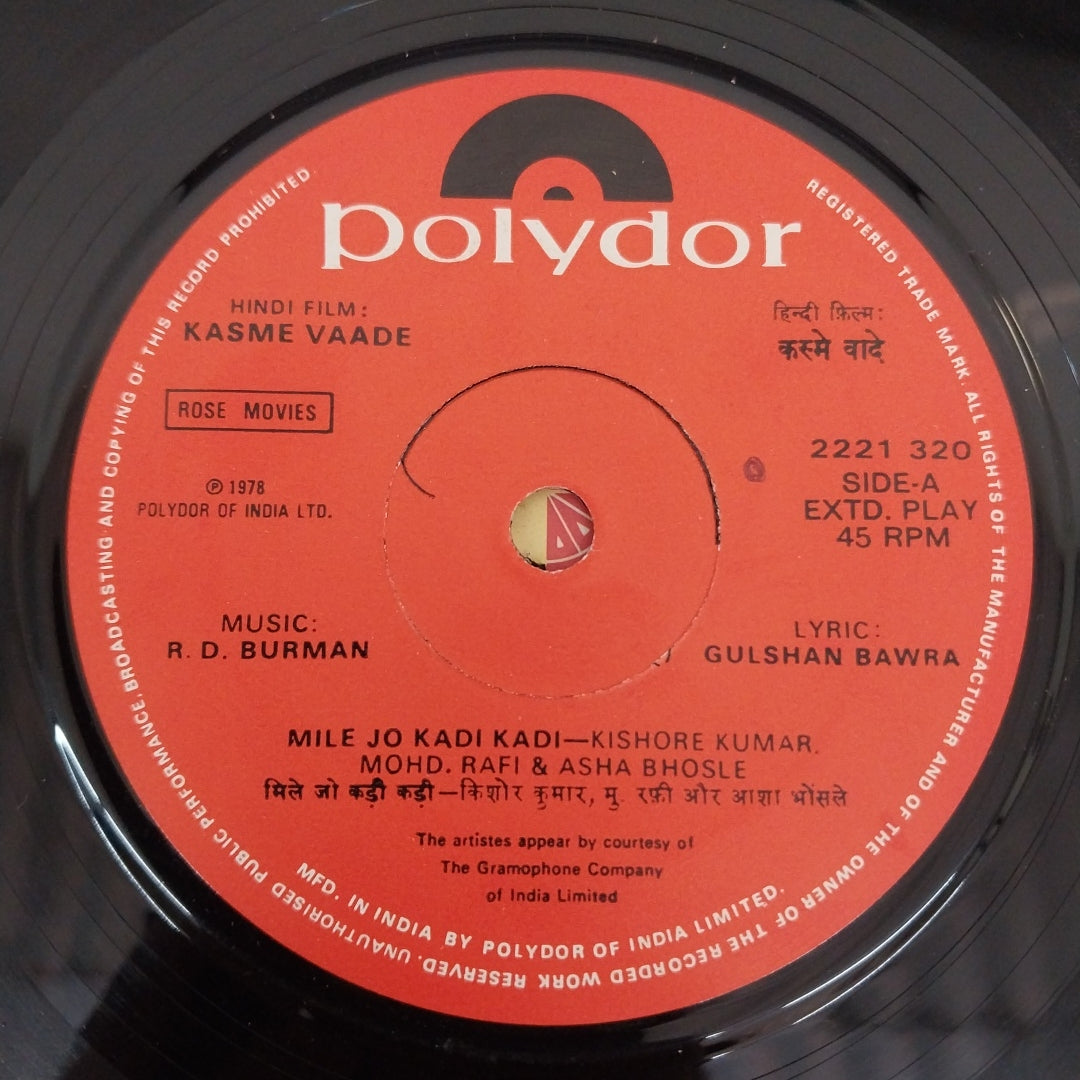 polydor
HINDI FILM:
KASME VAADE
हिन्दी फ़िल्म:
कस्मे वादे
ROSE MOVIES
℗ 1978
POLYDOR OF INDIA LTD.
2221 320
SIDE-A
EXTD. PLAY
45 RPM
MUSIC:
R. D. BURMAN
LYRIC:
GULSHAN BAWRA
MILE JO KADI KADI—KISHORE KUMAR.
MOHD. RAFI & ASHA BHOSLE
मिले जो कड़ी कड़ी—किशोर कुमार, मु. रफ़ी और आशा भोंसले
The artistes appear by courtesy of
The Gramophone Company
of India Limited
MFD. IN INDIA BY POLYDOR OF INDIA LIMITED.
REGISTERED TRADE MARK. ALL RIGHTS OF THE MANUFACTURER AND OF THE OWNER OF THE RECORDED WORK RESERVED. UNAUTHORISED PUBLIC PERFORMANCE, BROADCASTING AND COPYING OF THIS RECORD PROHIBITED